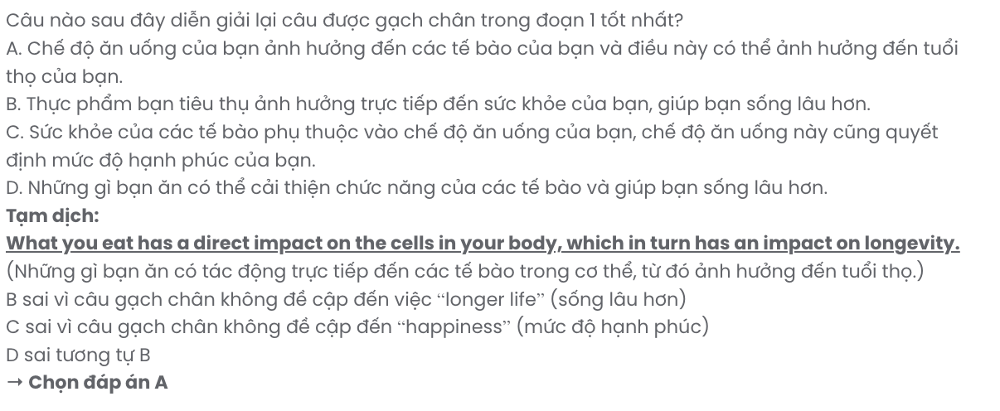 Câu nào sau đây diễn giải lại câu được gạch chân trong đoạn 1 tốt nhất?
A. Chế độ ăn uống của bạn ảnh hưởng đến các tế bào của bạn và điều này có thể ảnh hưởng đến tuổi
thọ của bạn.
B. Thực phẩm bạn tiêu thụ ảnh hưởng trực tiếp đến sức khỏe của bạn, giúp bạn sống lâu hơn.
C. Sức khỏe của các tế bào phụ thuộc vào chế độ ăn uống của bạn, chế độ ăn uống này cũng quyết
định mức độ hạnh phúc của bạn.
D. Những gì bạn ăn có thể cải thiện chức năng của các tế bào và giúp bạn sống lâu hơn.
Tạm dịch:
What you eat has a direct impact on the cells in your body, which in turn has an impact on longevity.
(Những gì bạn ăn có tác động trực tiếp đến các tế bào trong cơ thể, từ đó ảnh hưởng đến tuổi thọ.)
B sai vì câu gạch chân không đề cập đến việc “longer life” (sống lâu hơn)
C sai vì câu gạch chân không đề cập đến “happiness” (mức độ hạnh phúc)
D sai tương tự B
→ Chọn đáp án A